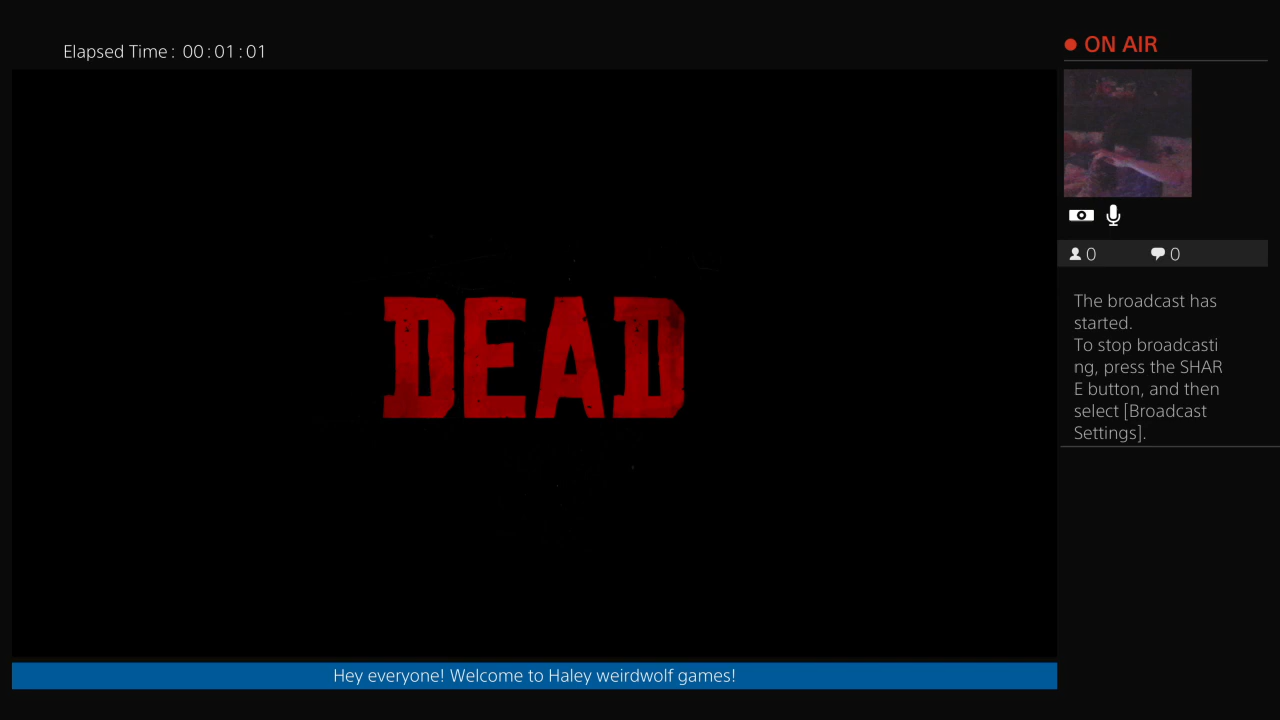 Elapsed Time : 00:01:01
ON AIR
DEAD
0 0
The broadcast has
started.
To stop broadcasti
ng, press the SHAR
E button, and then
select [Broadcast
Settings].
Hey everyone! Welcome to Haley weirdwolf games!